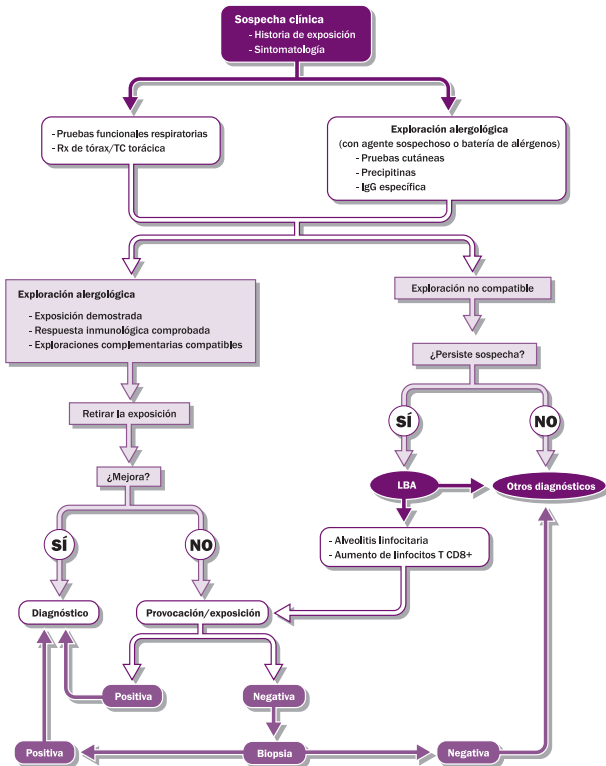 Sospecha clínica
- Historia de exposición
- Sintomatología
- Pruebas funcionales respiratorias
- Rx de tórax/TC torácica
Exploración alergológica
(con agente sospechoso o batería de alérgenos)
- Pruebas cutáneas
- Precipitinas
- IgG específica
Exploración alergológica
- Exposición demostrada
- Respuesta inmunológica comprobada
- Exploraciones complementarias compatibles
Exploración no compatible
¿Persiste sospecha?
Retirar la exposición
SÍ
NO
¿Mejora?
LBA
Otros diagnósticos
SÍ
NO
- Alveolitis linfocitaria
- Aumento de linfocitos T CD8+
Diagnóstico
Provocación/exposición
Positiva
Negativa
Positiva
Biopsia
Negativa